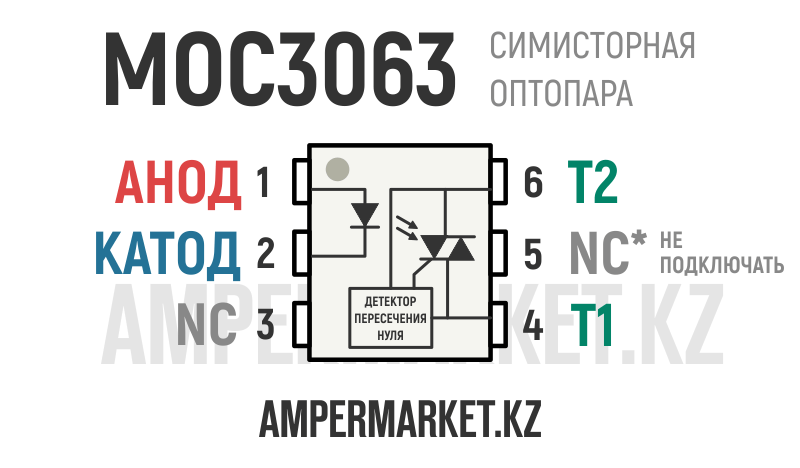 MOC3063
СИМИСТОРНАЯ
ОПТОПАРА
АНОД 1
6 T2
КАТОД 2
5 NC* НЕ
ПОДКЛЮЧАТЬ
NC 3
4 T1
ДЕТЕКТОР
ПЕРЕСЕЧЕНИЯ
НУЛЯ
AMPERMARKET.KZ
AMPERMARKET.KZ